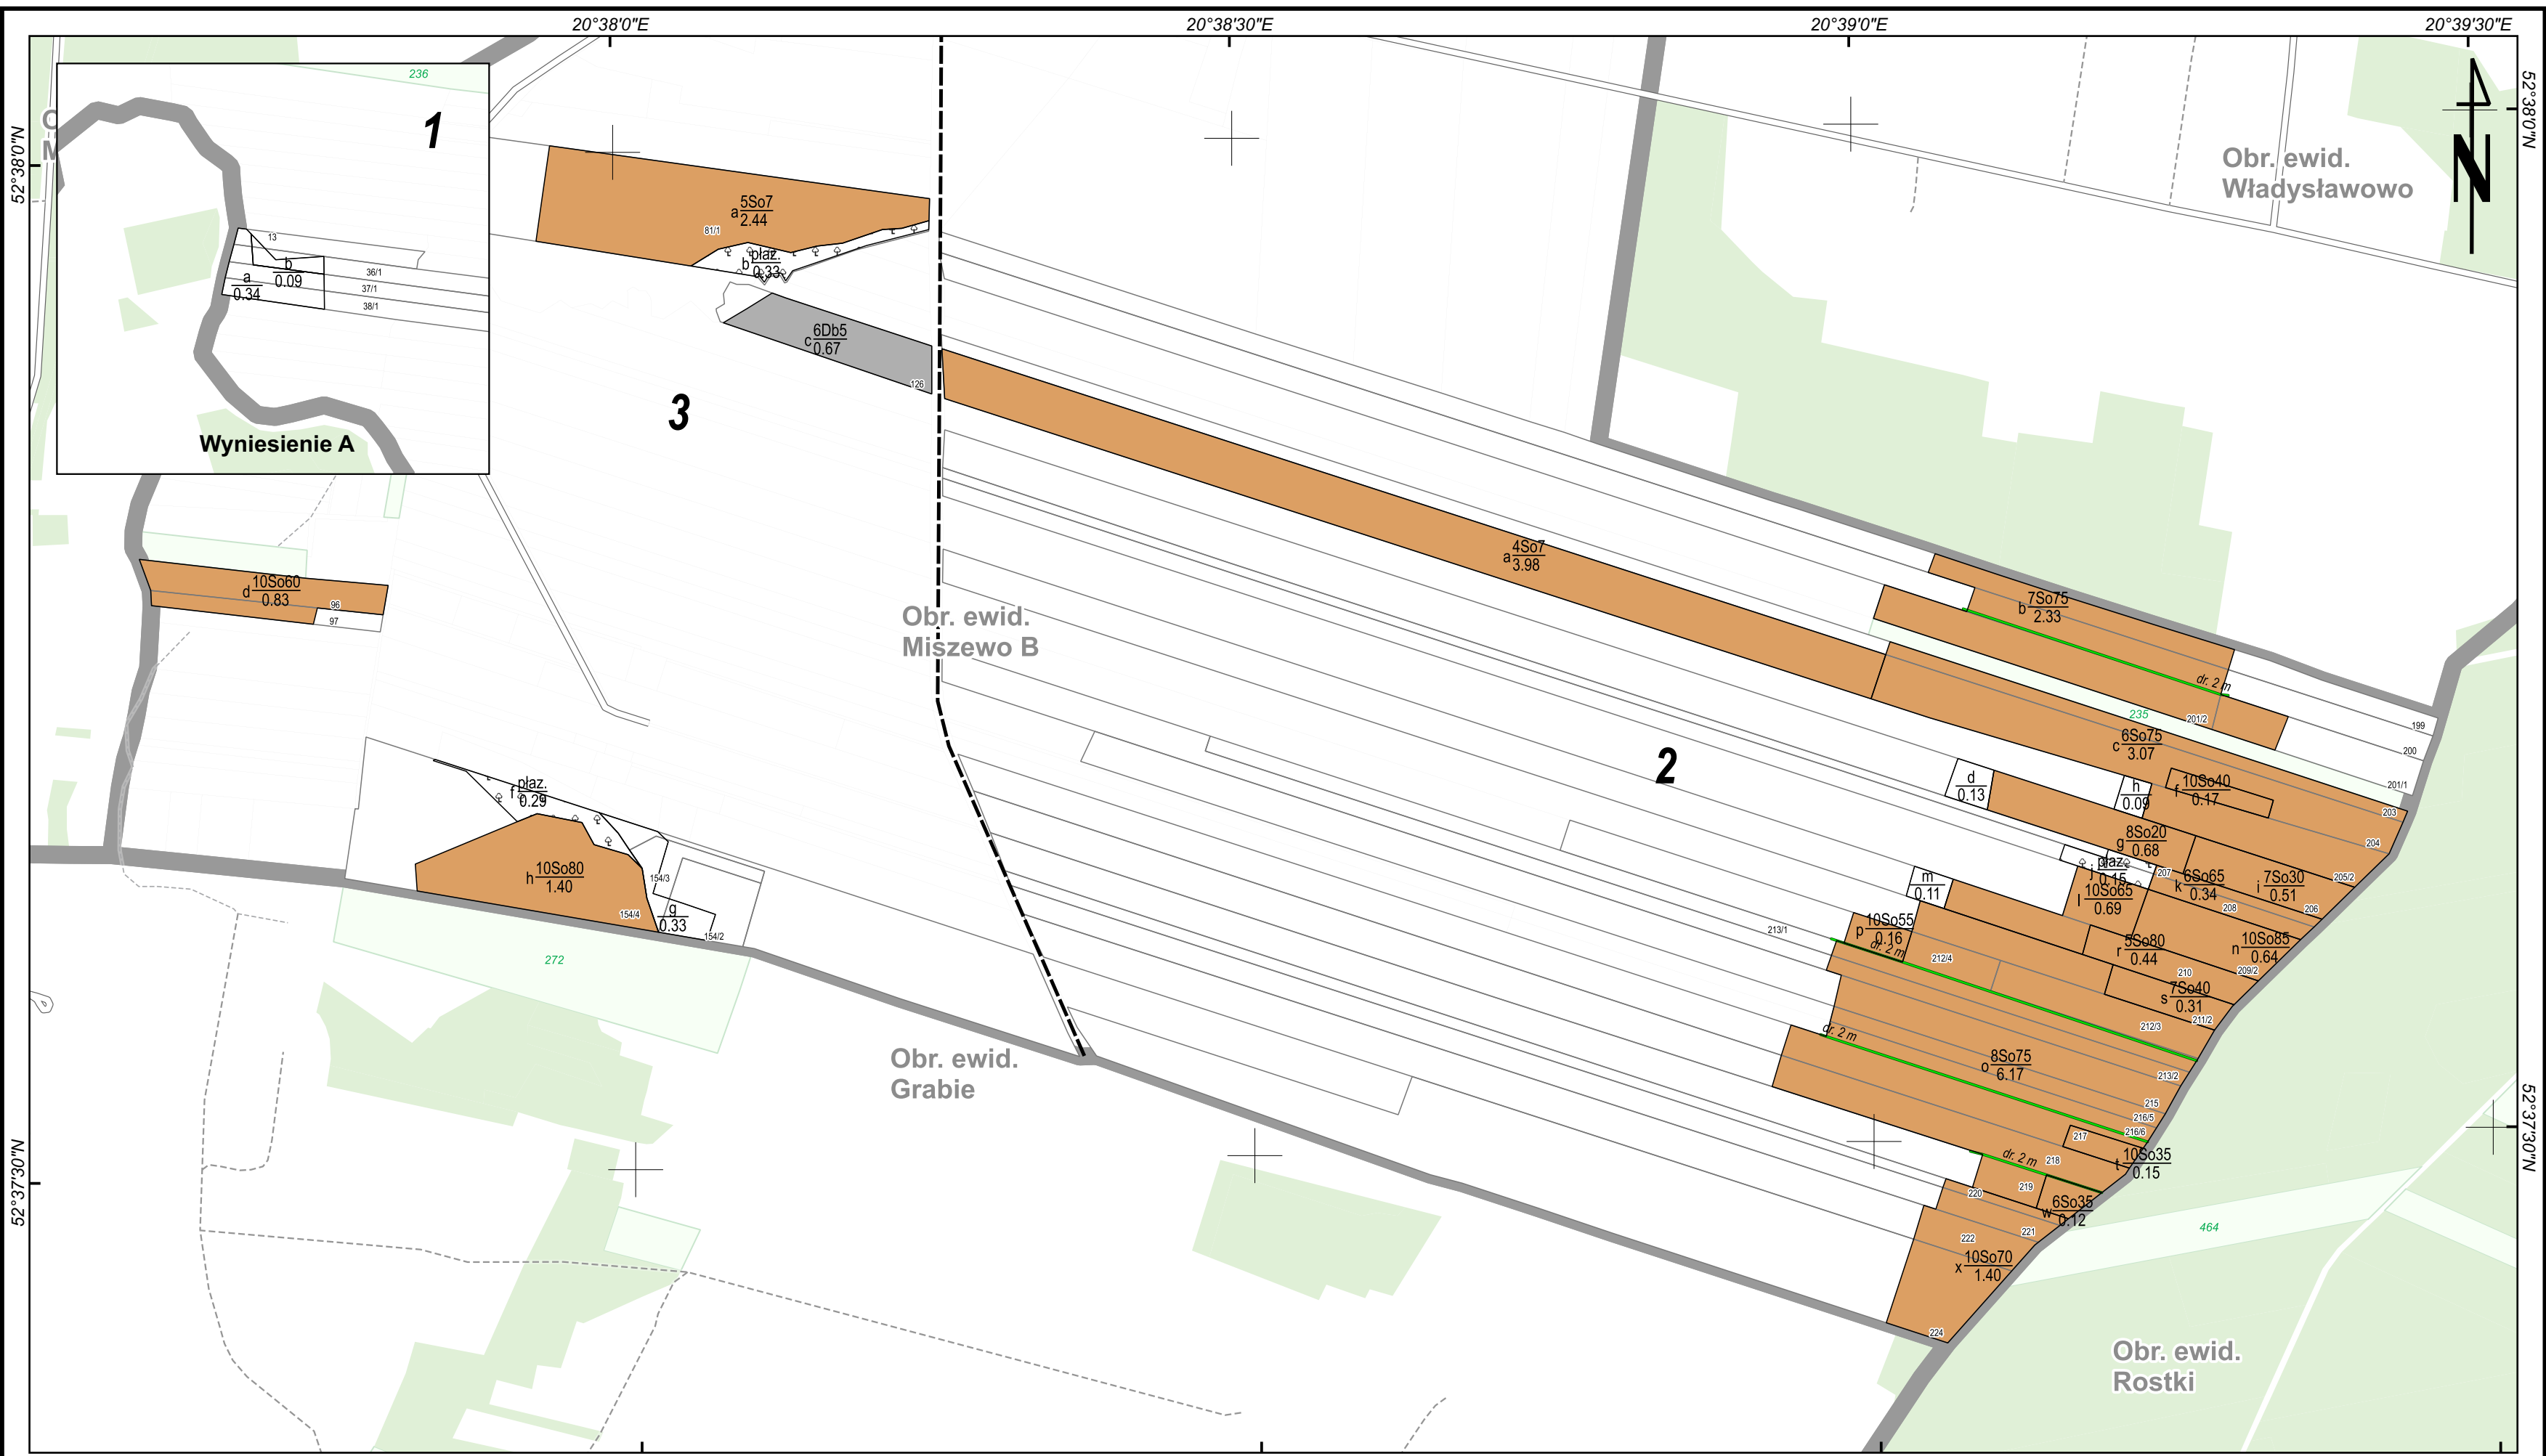 20°38'0"E
20°38'30"E
20°39'0"E
20°39'30"E
52°38'0"N
52°38'0"N
N
236
1
13
36/1
37/1
38/1
a
0.34
b
0.09
Wyniesienie A
Obr. ewid.
Władysławowo
a 5So7
2.44
81/1
b płaz.
0.33
c 6Db5
0.67
126
3
a 4So7
3.98
d 10So60
0.83
96
97
Obr. ewid.
Miszewo B
b 7So75
2.33
dr. 2 m
201/2
235
199
200
201/1
2
c 6So75
3.07
d
0.13
h
0.09
f 10So40
0.17
203
204
g 8So20
0.68
j płaz.
0.15
207
k 6So65
0.34
i 7So30
0.51
205/2
206
208
l 10So65
0.69
m
0.11
p 10So55
0.16
dr. 2 m
213/1
212/4
r 5So80
0.44
n 10So85
0.64
209/2
210
s 7So40
0.31
211/2
212/3
f płaz.
0.29
h 10So80
1.40
154/3
154/4
g
0.33
154/2
272
Obr. ewid.
Grabie
dr. 2 m
o 8So75
6.17
213/2
215
216/5
216/6
217
t 10So35
0.15
dr. 2 m
218
219
220
w 6So35
0.12
221
222
x 10So70
1.40
224
464
Obr. ewid.
Rostki
52°37'30"N
52°37'30"N